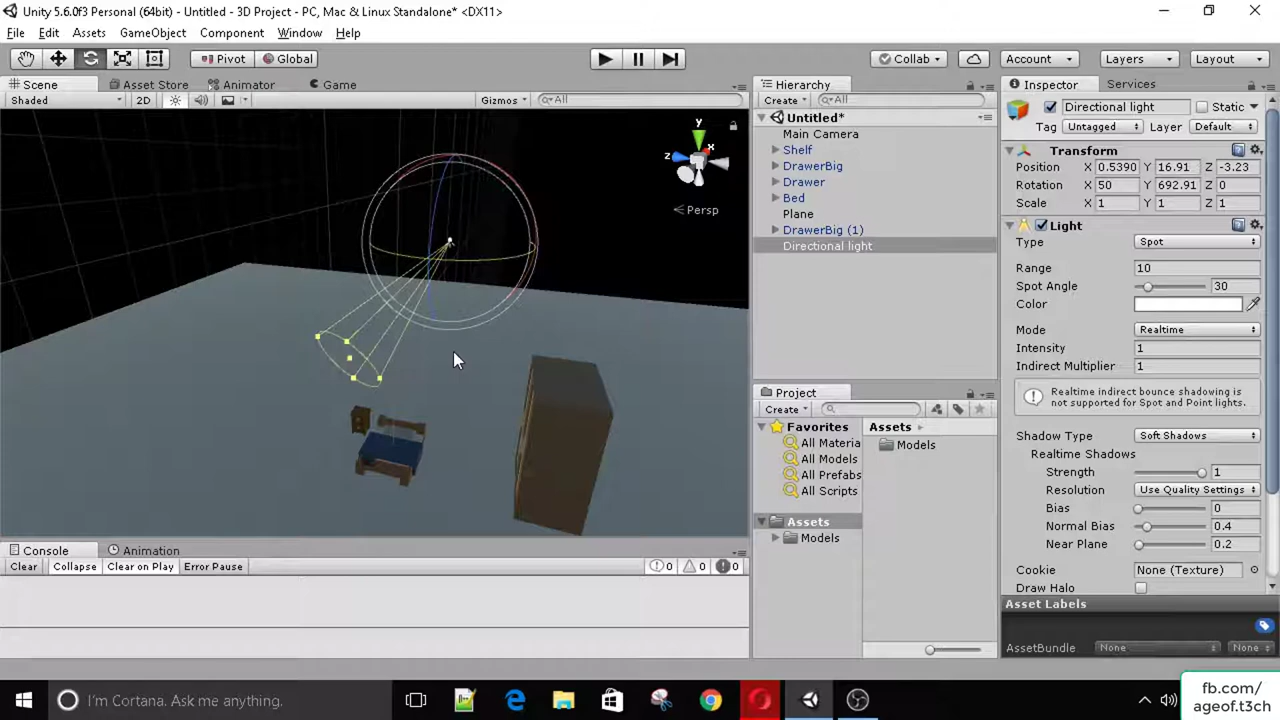 Unity 5.6.0f3 Personal (64bit) - Untitled - 3D Project - PC, Mac & Linux Standalone* <DX11>
File Edit Assets GameObject Component Window Help
Pivot Global Collab Account Layers Layout
Scene Asset Store Animator Game
Shaded 2D Gizmos All
y
x
z
Persp
Hierarchy
Create All
Untitled*
Main Camera
Shelf
DrawerBig
Drawer
Bed
Plane
DrawerBig (1)
Directional light
Project
Create
Favorites
All Materia
All Models
All Prefabs
All Scripts
Assets
Models
Assets
Models
Inspector Services
Directional light Static
Tag Untagged Layer Default
Transform
Position X 0.5390 Y 16.91 Z -3.23
Rotation X 50 Y 692.91 Z 0
Scale X 1 Y 1 Z 1
Light
Type Spot
Range 10
Spot Angle 30
Color
Mode Realtime
Intensity 1
Indirect Multiplier 1
Realtime indirect bounce shadowing is
not supported for Spot and Point lights.
Shadow Type Soft Shadows
Realtime Shadows
Strength 1
Resolution Use Quality Settings
Bias 0
Normal Bias 0.4
Near Plane 0.2
Cookie None (Texture)
Draw Halo
Asset Labels
AssetBundle None None
Console Animation
Clear Collapse Clear on Play Error Pause 0 0 0
I'm Cortana. Ask me anything.
fb.com/
ageof.t3ch